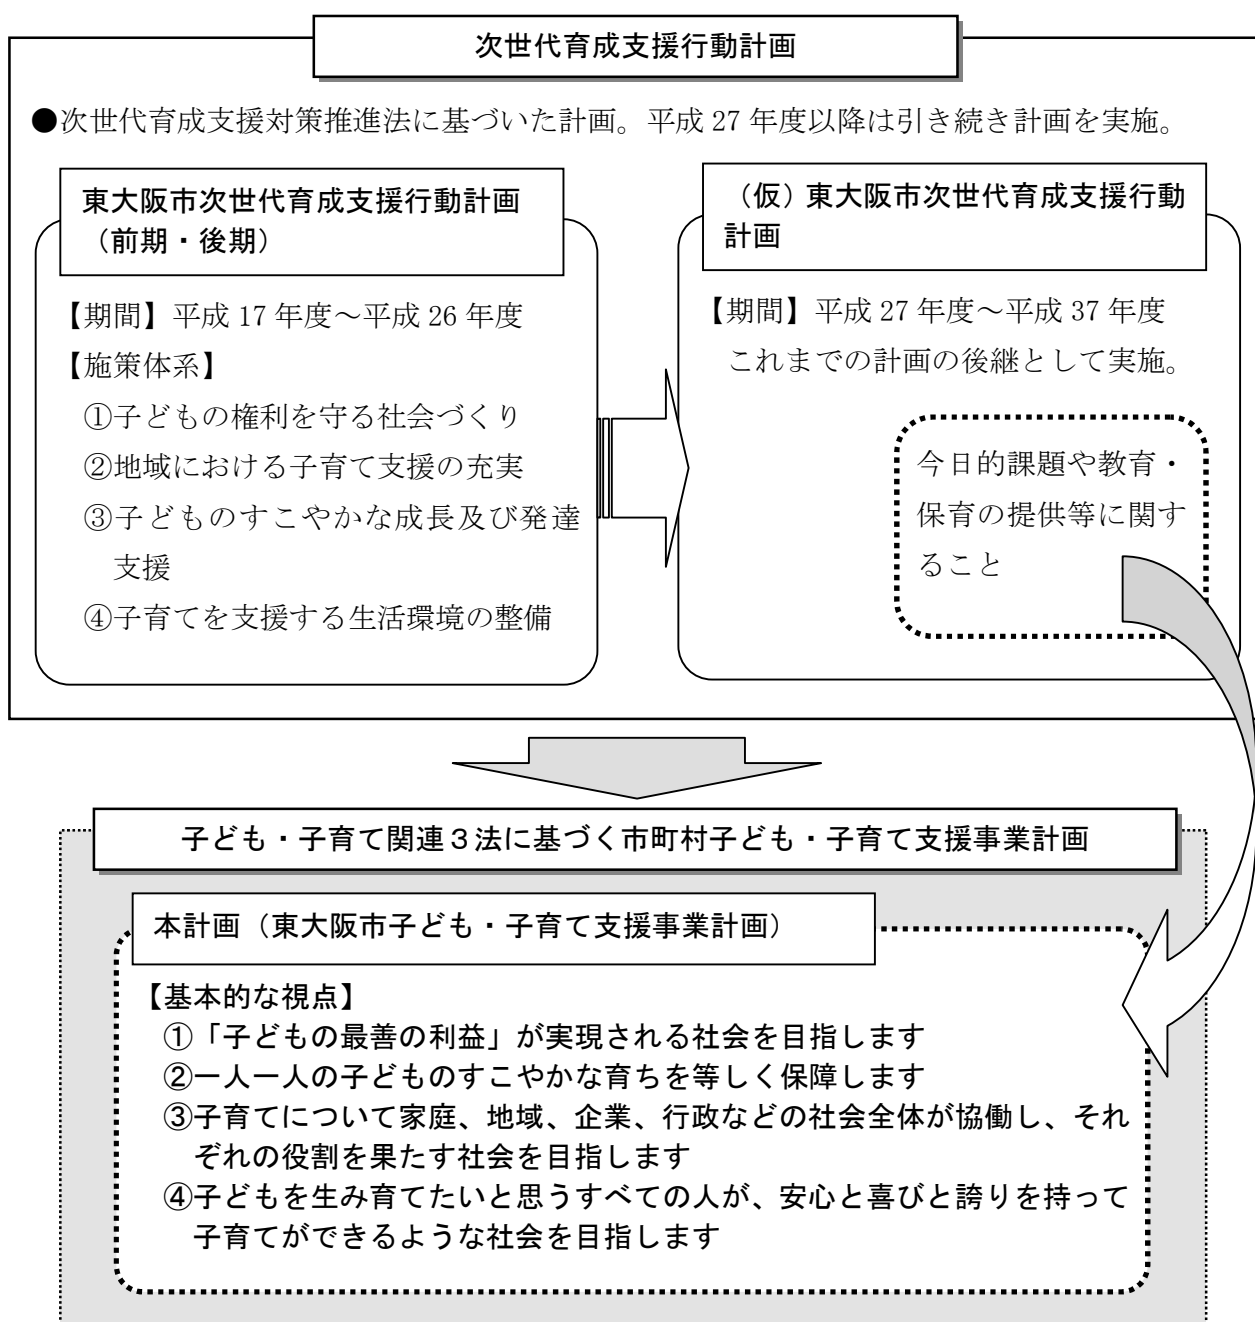 次世代育成支援行動計画
●次世代育成支援対策推進法に基づいた計画。平成 27 年度以降は引き続き計画を実施。
東大阪市次世代育成支援行動計画
（前期・後期）
【期間】平成 17 年度～平成 26 年度
【施策体系】
①子どもの権利を守る社会づくり
②地域における子育て支援の充実
③子どものすこやかな成長及び発達
支援
④子育てを支援する生活環境の整備
（仮）東大阪市次世代育成支援行動
計画
【期間】平成 27 年度～平成 37 年度
これまでの計画の後継として実施。
今日的課題や教育・
保育の提供等に関す
ること
子ども・子育て関連３法に基づく市町村子ども・子育て支援事業計画
本計画（東大阪市子ども・子育て支援事業計画）
【基本的な視点】
①「子どもの最善の利益」が実現される社会を目指します
②一人一人の子どものすこやかな育ちを等しく保障します
③子育てについて家庭、地域、企業、行政などの社会全体が協働し、それ
ぞれの役割を果たす社会を目指します
④子どもを生み育てたいと思うすべての人が、安心と喜びと誇りを持って
子育てができるような社会を目指します